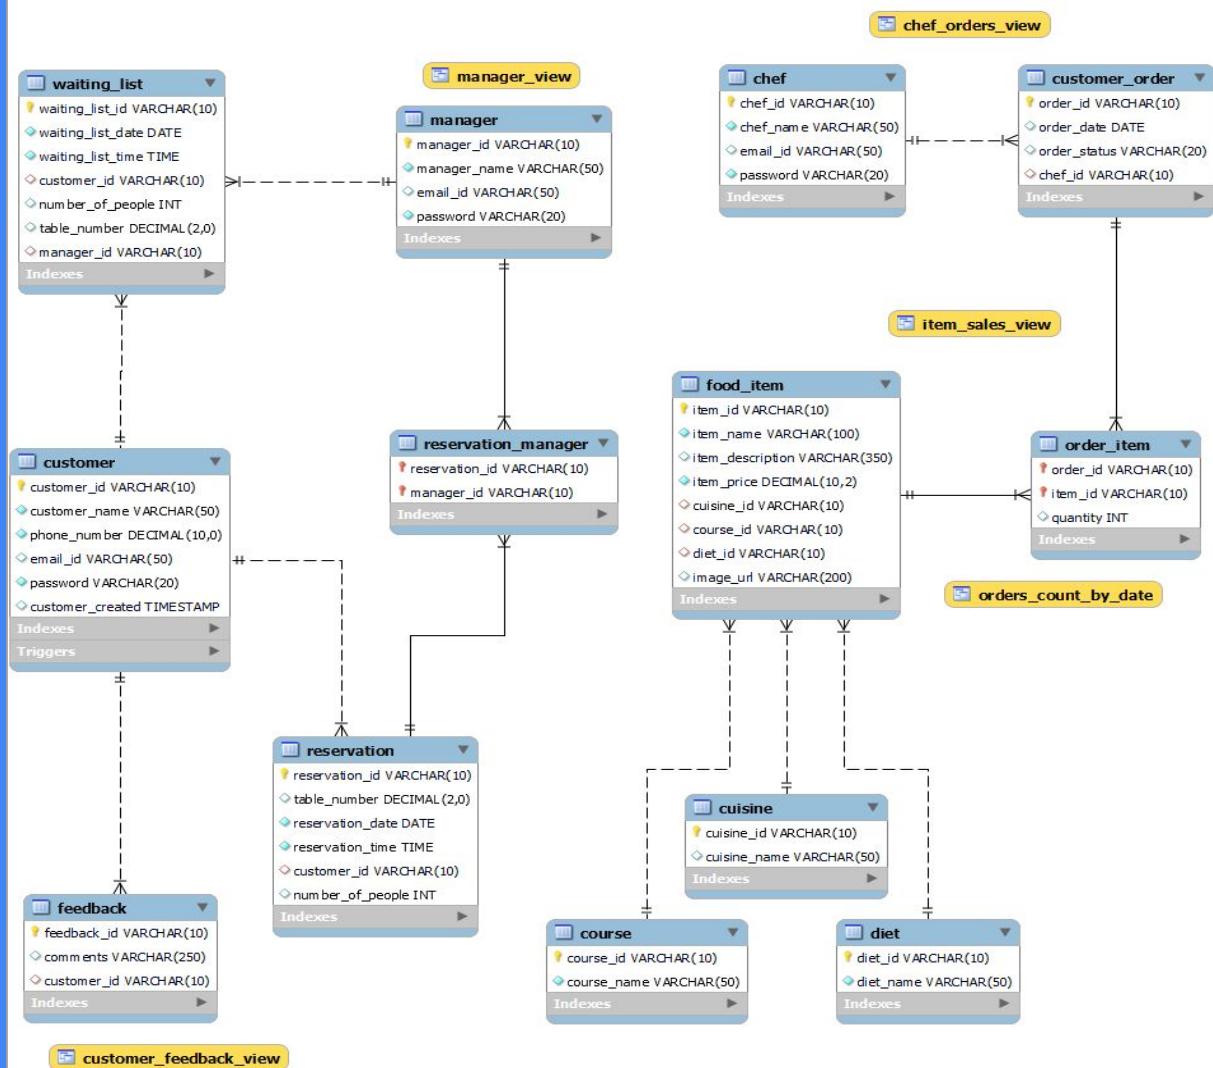 chef_orders_view
manager_view
waiting_list
waiting_list_id VARCHAR(10)
waiting_list_date DATE
waiting_list_time TIME
customer_id VARCHAR(10)
number_of_people INT
table_number DECIMAL(2,0)
manager_id VARCHAR(10)
Indexes
manager
manager_id VARCHAR(10)
manager_name VARCHAR(50)
email_id VARCHAR(50)
password VARCHAR(20)
Indexes
chef
chef_id VARCHAR(10)
chef_name VARCHAR(50)
email_id VARCHAR(50)
password VARCHAR(20)
Indexes
customer_order
order_id VARCHAR(10)
order_date DATE
order_status VARCHAR(20)
chef_id VARCHAR(10)
Indexes
item_sales_view
customer
customer_id VARCHAR(10)
customer_name VARCHAR(50)
phone_number DECIMAL(10,0)
email_id VARCHAR(50)
password VARCHAR(20)
customer_created TIMESTAMP
Indexes
Triggers
reservation_manager
reservation_id VARCHAR(10)
manager_id VARCHAR(10)
Indexes
food_item
item_id VARCHAR(10)
item_name VARCHAR(100)
item_description VARCHAR(350)
item_price DECIMAL(10,2)
cuisine_id VARCHAR(10)
course_id VARCHAR(10)
diet_id VARCHAR(10)
image_url VARCHAR(200)
Indexes
order_item
order_id VARCHAR(10)
item_id VARCHAR(10)
quantity INT
Indexes
orders_count_by_date
reservation
reservation_id VARCHAR(10)
table_number DECIMAL(2,0)
reservation_date DATE
reservation_time TIME
customer_id VARCHAR(10)
number_of_people INT
Indexes
cuisine
cuisine_id VARCHAR(10)
cuisine_name VARCHAR(50)
Indexes
feedback
feedback_id VARCHAR(10)
comments VARCHAR(250)
customer_id VARCHAR(10)
Indexes
course
course_id VARCHAR(10)
course_name VARCHAR(50)
Indexes
diet
diet_id VARCHAR(10)
diet_name VARCHAR(50)
Indexes
customer_feedback_view